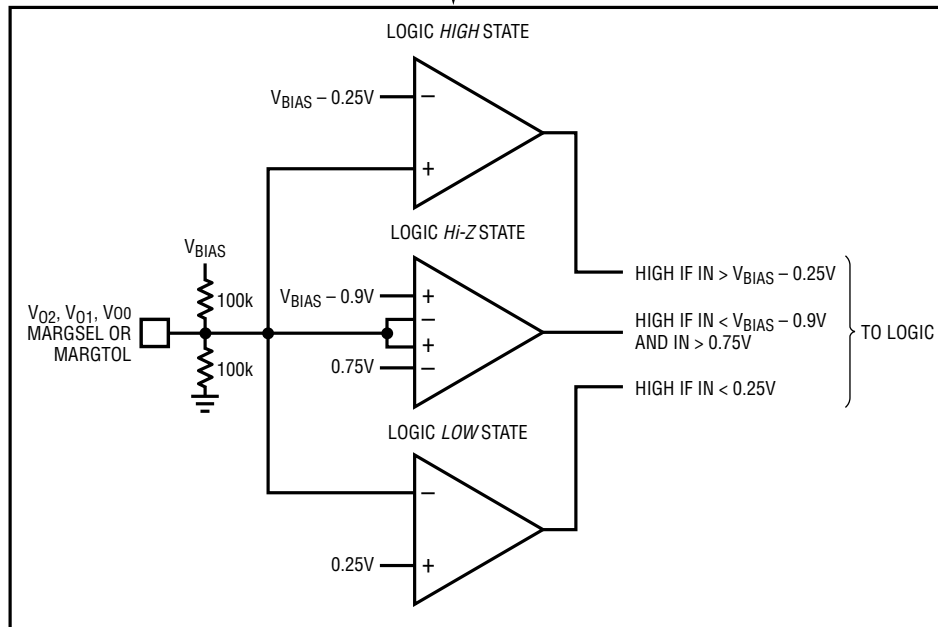 LOGIC HIGH STATE
VBIAS – 0.25V
–
+
LOGIC Hi-Z STATE
VBIAS
100k
VBIAS – 0.9V
+
–
+
–
0.75V
VO2, VO1, VOO
MARGSEL OR
MARGTOL
100k
HIGH IF IN > VBIAS – 0.25V
HIGH IF IN < VBIAS – 0.9V
AND IN > 0.75V
HIGH IF IN < 0.25V
TO LOGIC
LOGIC LOW STATE
–
0.25V
+